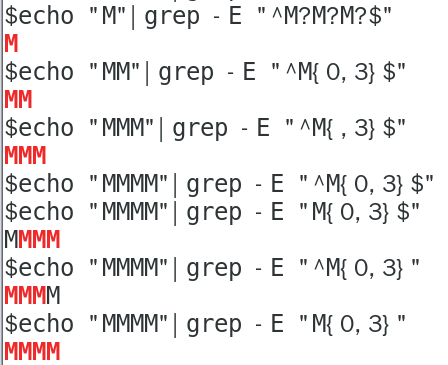 $echo "M"| grep -E "^M?M?M?$"
M
$echo "MM"| grep -E "^M{0,3}$"
MM
$echo "MMM"| grep -E "^M{,3}$"
MMM
$echo "MMMM"| grep -E "^M{0,3}$"
$echo "MMMM"| grep -E "M{0,3}$"
MMMM
$echo "MMMM"| grep -E "^M{0,3}"
MMMM
$echo "MMMM"| grep -E "M{0,3}"
MMMM